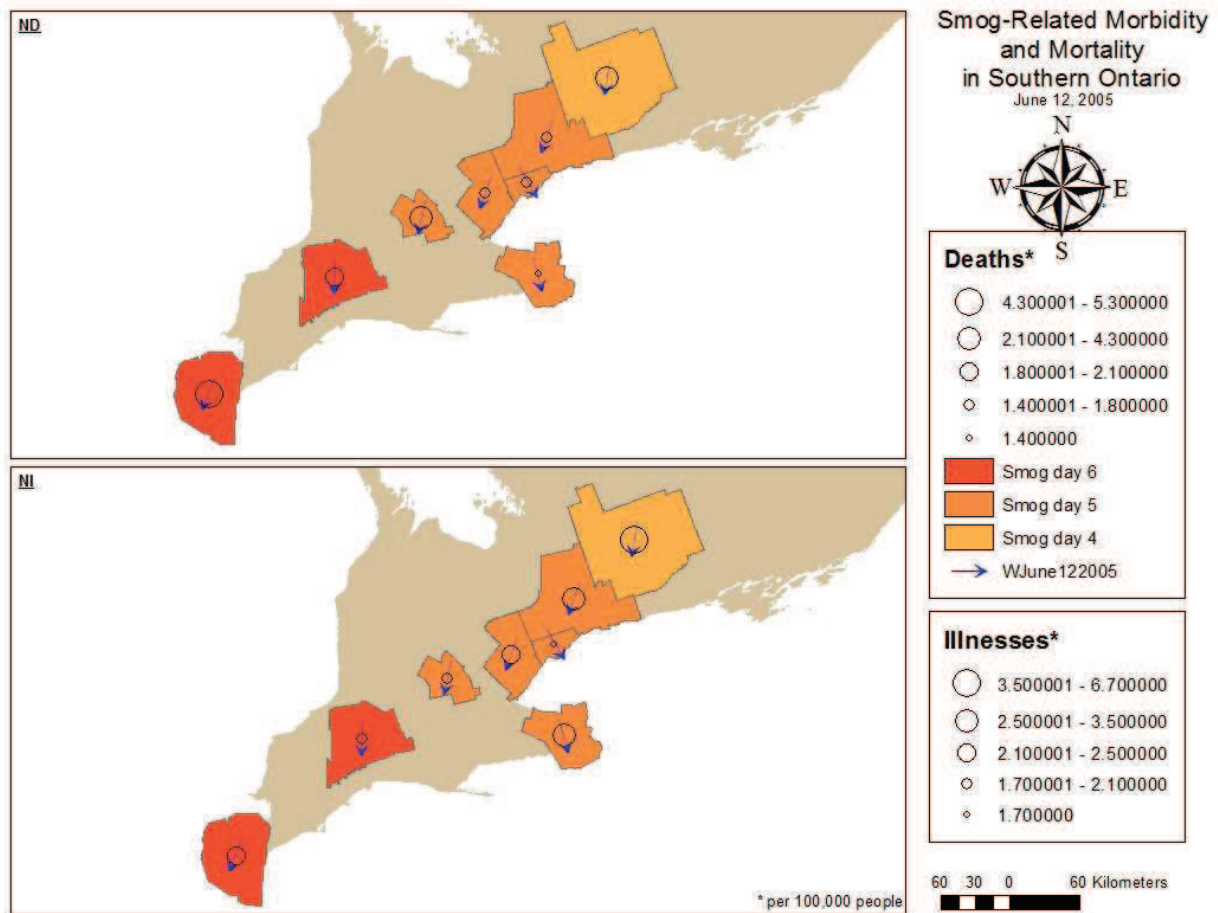 ND
NI
* per 100,000 people
Smog-Related Morbidity
and Mortality
in Southern Ontario
June 12, 2005
N
W E
S
Deaths*
4.300001 - 5.300000
2.100001 - 4.300000
1.800001 - 2.100000
1.400001 - 1.800000
1.400000
Smog day 6
Smog day 5
Smog day 4
WJune122005
Illnesses*
3.500001 - 6.700000
2.500001 - 3.500000
2.100001 - 2.500000
1.700001 - 2.100000
1.700000
60 30 0 60 Kilometers